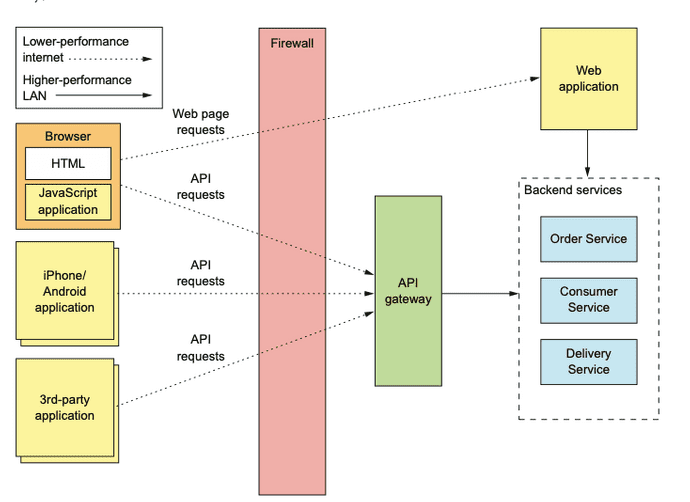 Lower-performance
internet
Higher-performance
LAN
Firewall
Web
application
Web page
requests
Browser
HTML
JavaScript
application
API
requests
Backend services
Order Service
iPhone/
Android
application
API
requests
API
gateway
Consumer
Service
API
requests
Delivery
Service
3rd-party
application